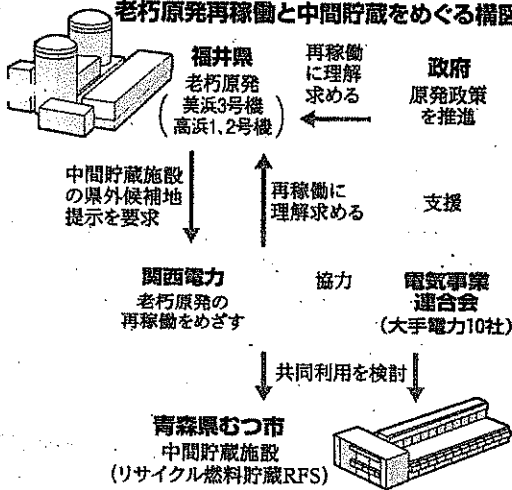 老朽原発再稼働と中間貯蔵をめぐる構図
福井県
老朽原発
美浜3号機
高浜1、2号機
再稼働
に理解
求める
政府
原発政策
を推進
中間貯蔵施設
の県外候補地
提示を要求
再稼働に
理解求める
支援
関西電力
老朽原発の
再稼働をめざす
協力
電気事業
連合会
(大手電力10社)
共同利用を検討
青森県むつ市
中間貯蔵施設
(リサイクル燃料貯蔵RFS)